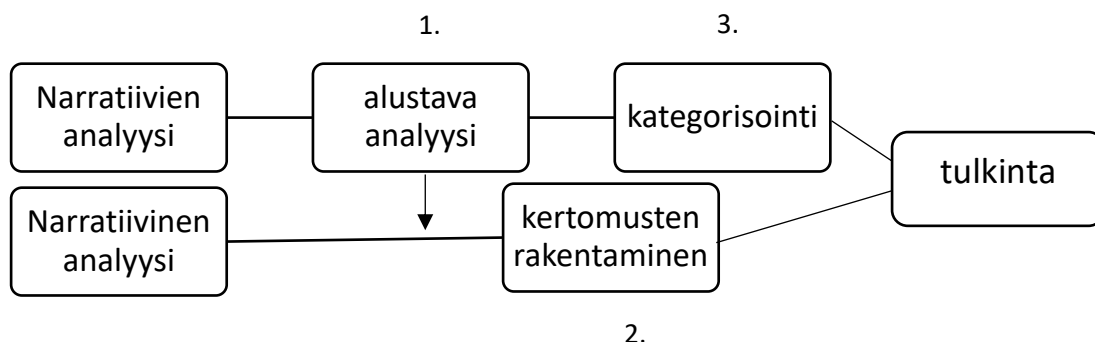 1.
3.
Narratiivien
analyysi
alustava
analyysi
kategorisointi
tulkinta
Narratiivinen
analyysi
kertomusten
rakentaminen
2.